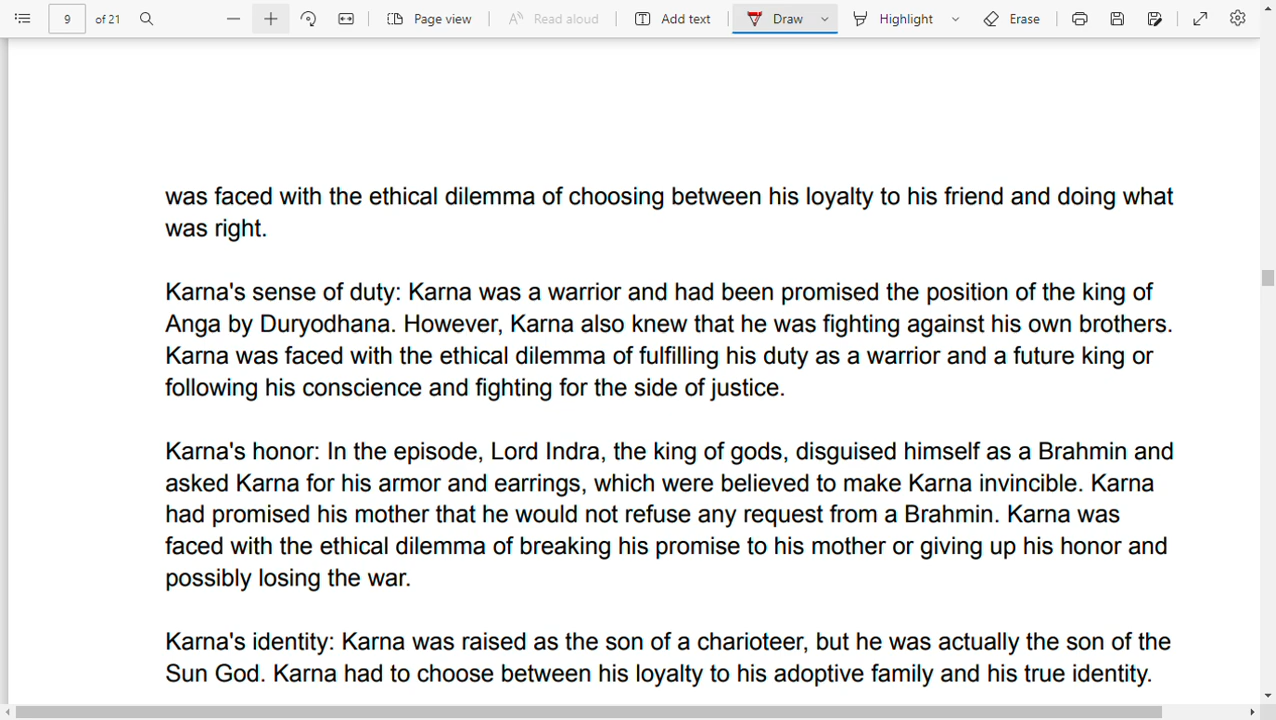 9 of 21 Page view Read aloud Add text Draw Highlight Erase
was faced with the ethical dilemma of choosing between his loyalty to his friend and doing what
was right.
Karna's sense of duty: Karna was a warrior and had been promised the position of the king of
Anga by Duryodhana. However, Karna also knew that he was fighting against his own brothers.
Karna was faced with the ethical dilemma of fulfilling his duty as a warrior and a future king or
following his conscience and fighting for the side of justice.
Karna's honor: In the episode, Lord Indra, the king of gods, disguised himself as a Brahmin and
asked Karna for his armor and earrings, which were believed to make Karna invincible. Karna
had promised his mother that he would not refuse any request from a Brahmin. Karna was
faced with the ethical dilemma of breaking his promise to his mother or giving up his honor and
possibly losing the war.
Karna's identity: Karna was raised as the son of a charioteer, but he was actually the son of the
Sun God. Karna had to choose between his loyalty to his adoptive family and his true identity.